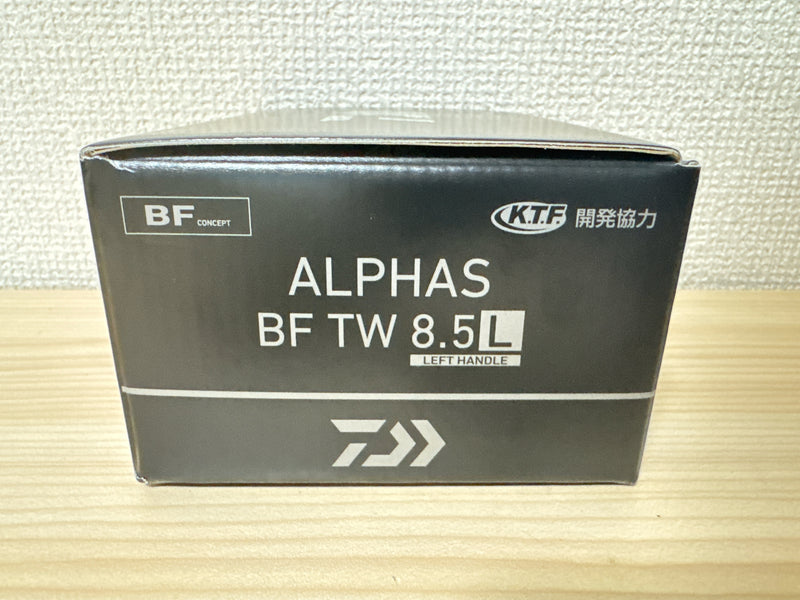 BF CONCEPT
K.T.F. 開発協力
ALPHAS
BF TW 8.5L
LEFT HANDLE